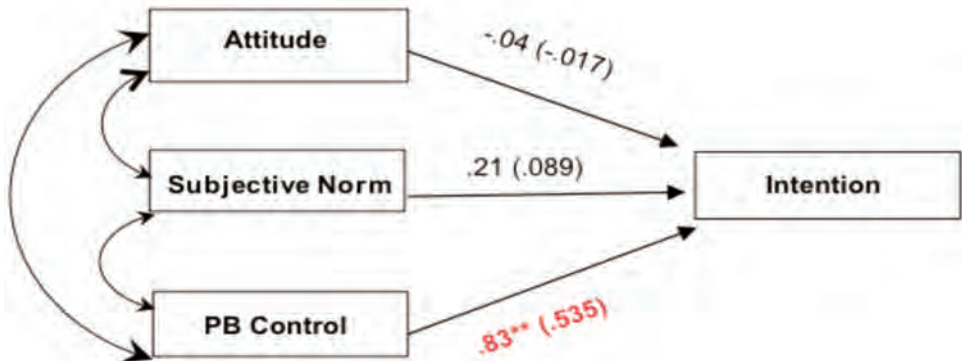 Attitude
-.04 (-.017)
Subjective Norm
.21 (.089)
Intention
PB Control
.83** (.535)